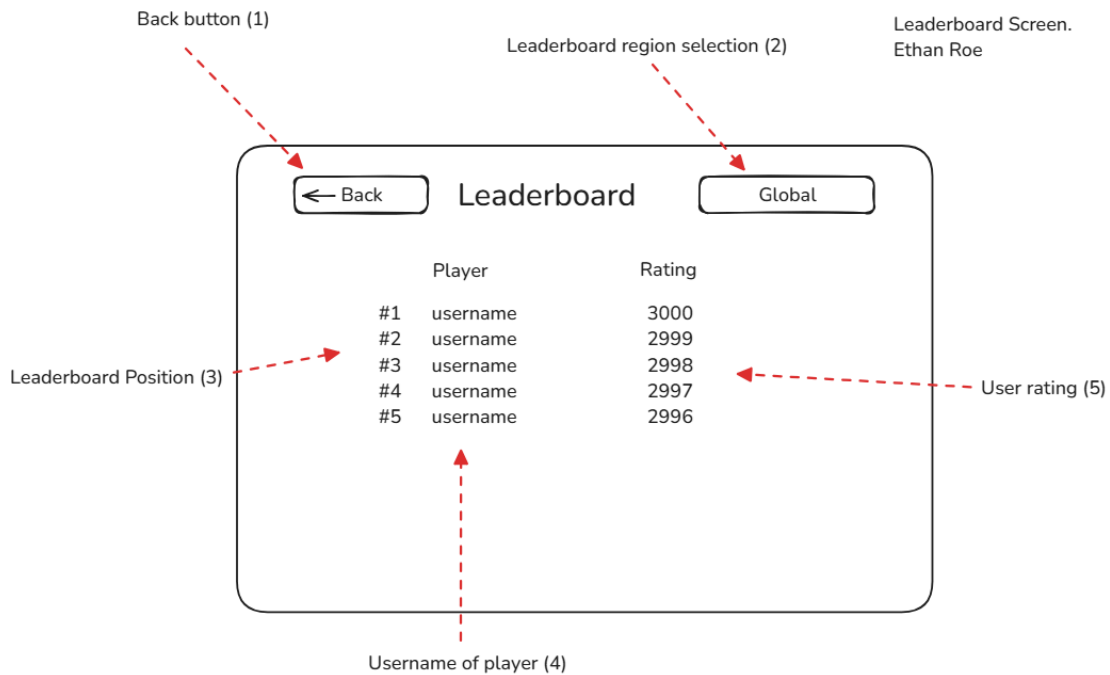 Back button (1)
Leaderboard region selection (2)
Leaderboard Screen.
Ethan Roe
Back
Leaderboard
Global
Player Rating
#1 username 3000
#2 username 2999
#3 username 2998
#4 username 2997
#5 username 2996
Leaderboard Position (3)
User rating (5)
Username of player (4)